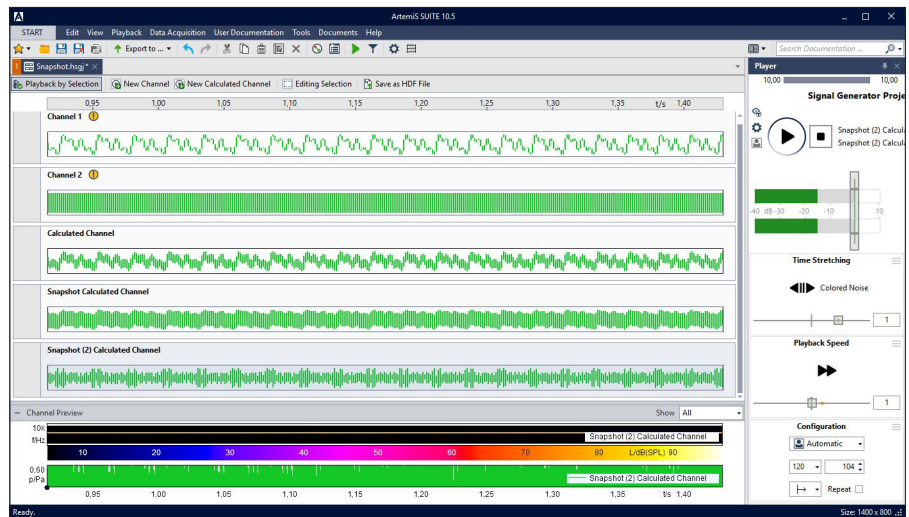 ArtemiS SUITE 10.5
START Edit View Playback Data Acquisition User Documentation Tools Documents Help
Export to ... Search Documentation ...
1 Snapshot.hsgj * Player
Playback by Selection New Channel New Calculated Channel Editing Selection Save as HDF File
10,00 10,00
Signal Generator Proje
0,95 1,00 1,05 1,10 1,15 1,20 1,25 1,30 1,35 t/s 1,40
Channel 1
Snapshot (2) Calcula
Snapshot (2) Calcula
Channel 2
-40 dB -30 -20 -10 10
Calculated Channel
Time Stretching
Colored Noise
Snapshot Calculated Channel
1
Playback Speed
Snapshot (2) Calculated Channel
1
Channel Preview Show All
Configuration
10k
f/Hz
Snapshot (2) Calculated Channel
Automatic
10 20 30 40 50 60 70 80 L/dB(SPL) 90
120 104
0,60
p/Pa
Snapshot (2) Calculated Channel
Repeat
0,95 1,00 1,05 1,10 1,15 1,20 1,25 1,30 1,35 t/s 1,40
Ready. Size: 1400 x 800